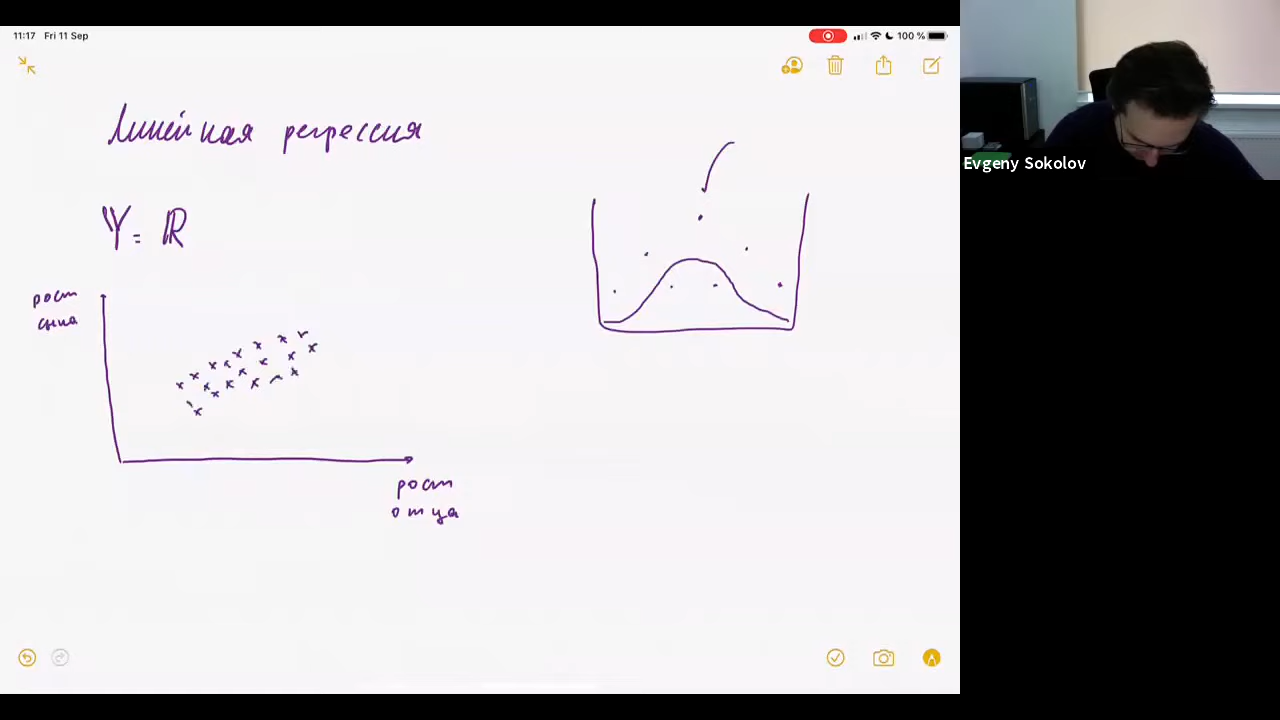 11:17 Fri 11 Sep
100 %
Линейная регрессия
Y = ℝ
рост
сына
рост
отца
Evgeny Sokolov